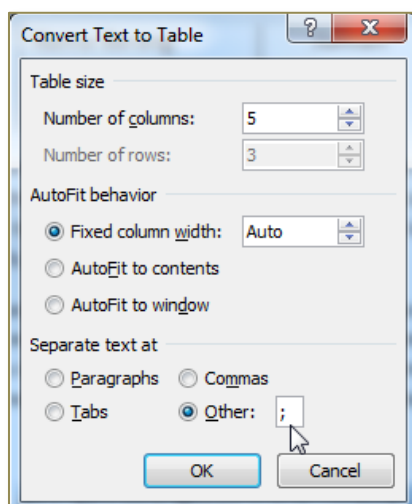 Convert Text to Table
Table size
Number of columns: 5
Number of rows: 3
AutoFit behavior
Fixed column width: Auto
AutoFit to contents
AutoFit to window
Separate text at
Paragraphs Commas
Tabs Other: ;
OK Cancel